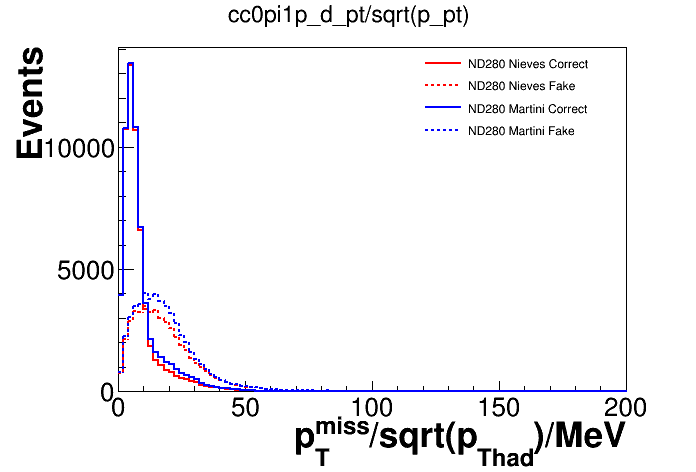 cc0pi1p_d_pt/sqrt(p_pt)
Events
ND280 Nieves Correct
ND280 Nieves Fake
ND280 Martini Correct
ND280 Martini Fake
10000
5000
0
0 50 100 150 200
p_T^miss/sqrt(p_Thad)/MeV